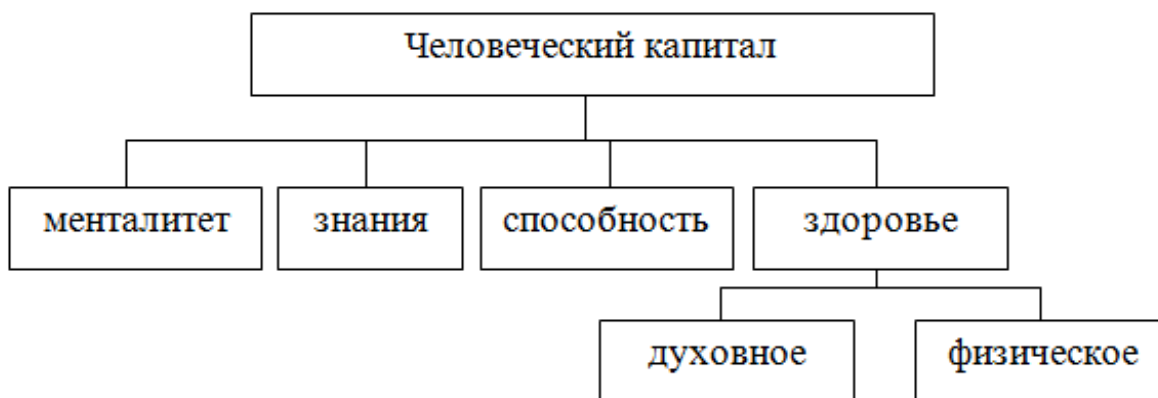 Человеческий капитал
менталитет
знания
способность
здоровье
духовное
физическое